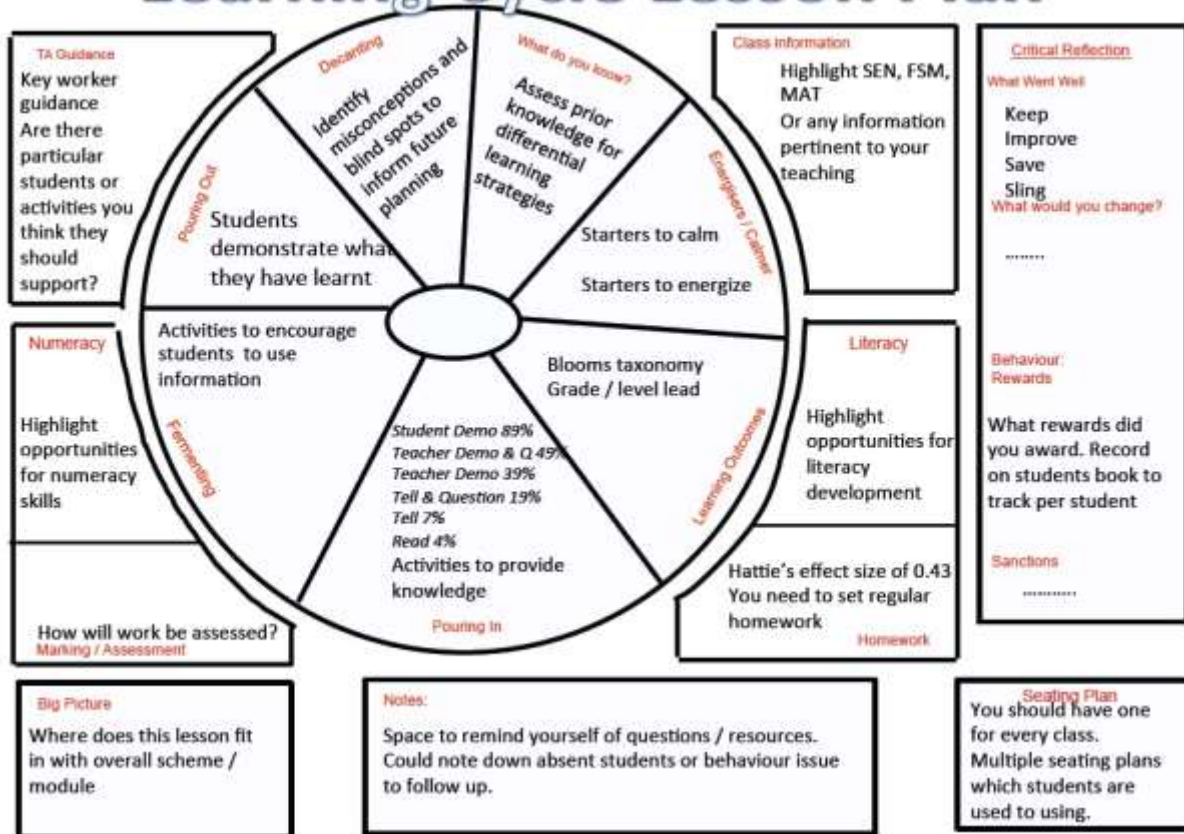 Learning Cycle Lesson Plan
TA Guidance
Key worker
guidance
Are there
particular
students or
activities you
think they
should
support?
Decanting
Identify
misconceptions and
blind spots to
inform future
planning
What do you know?
Assess prior
knowledge for
differential
learning
strategies
Class Information
Highlight SEN, FSM,
MAT
Or any information
pertinent to your
teaching
Critical Reflection
What Went Well
Keep
Improve
Save
Sling
What would you change?
........
Behaviour:
Rewards
What rewards did
you award. Record
on students book to
track per student
Sanctions
...........
Pouring Out
Students
demonstrate what
they have learnt
Energisers / Calmer
Starters to calm
Starters to energize
Numeracy
Highlight
opportunities
for numeracy
skills
Activities to encourage
students to use
information
Fermenting
Blooms taxonomy
Grade / level lead
Learning Outcomes
Literacy
Highlight
opportunities for
literacy
development
Student Demo 89%
Teacher Demo & Q 49%
Teacher Demo 39%
Tell & Question 19%
Tell 7%
Read 4%
Activities to provide
knowledge
Pouring In
How will work be assessed?
Marking / Assessment
Hattie's effect size of 0.43
You need to set regular
homework
Homework
Big Picture
Where does this lesson fit
in with overall scheme /
module
Notes:
Space to remind yourself of questions / resources.
Could note down absent students or behaviour issue
to follow up.
Seating Plan
You should have one
for every class.
Multiple seating plans
which students are
used to using.